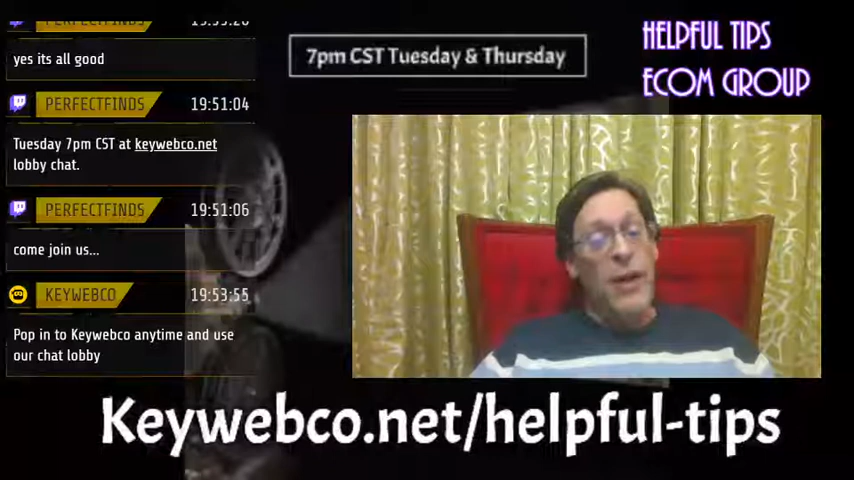 PERFECTFINDS
yes its all good
PERFECTFINDS 19:51:04
Tuesday 7pm CST at keywebco.net
lobby chat.
PERFECTFINDS 19:51:06
come join us...
KEYWEBCO 19:53:55
Pop in to Keywebco anytime and use
our chat lobby
7pm CST Tuesday & Thursday
HELPFUL TIPS
ECOM GROUP
Keywebco.net/helpful-tips